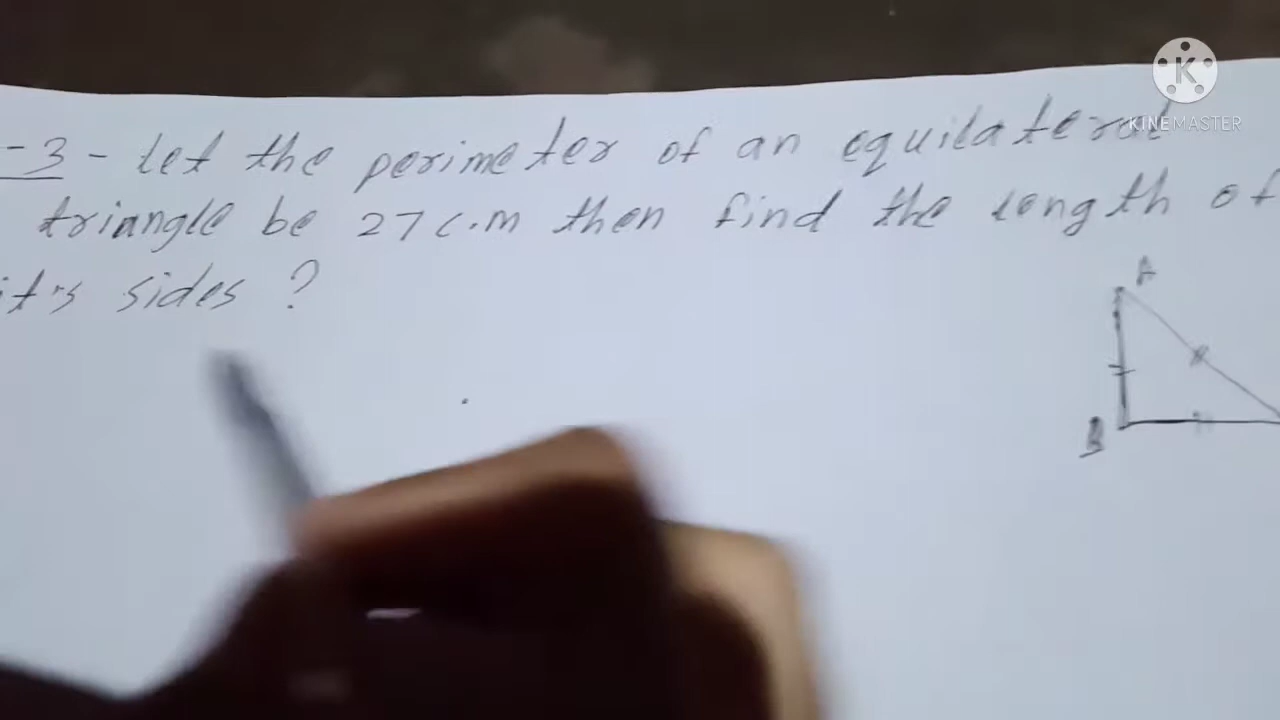 -3 - Let the perimeter of an equilateral
triangle be 27 c.m then find the length of
it's sides ?
A
B
K
KINEMASTER